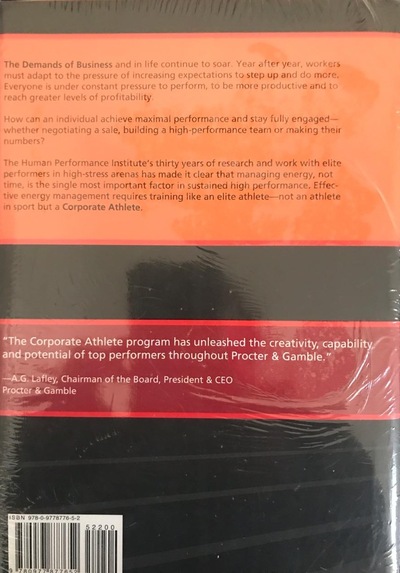 The Demands of Business and in life continue to soar. Year after year, workers
must adapt to the pressure of increasing expectations to step up and do more.
Everyone is under constant pressure to perform, to be more productive and to
reach greater levels of profitability.
How can an individual achieve maximal performance and stay fully engaged—
whether negotiating a sale, building a high-performance team or making their
numbers?
The Human Performance Institute's thirty years of research and work with elite
performers in high-stress arenas has made it clear that managing energy, not
time, is the single most important factor in sustained high performance. Effec-
tive energy management requires training like an elite athlete—not an athlete
in sport but a Corporate Athlete.
"The Corporate Athlete program has unleashed the creativity, capability
and potential of top performers throughout Procter & Gamble."
—A.G. Lafley, Chairman of the Board, President & CEO
Procter & Gamble
ISBN 978-0-9778776-5-2
52200